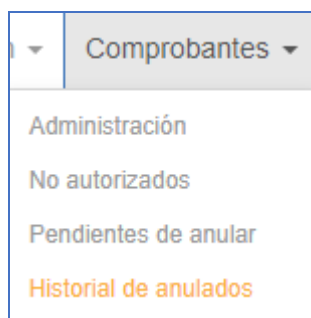 Comprobantes
Administración
No autorizados
Pendientes de anular
Historial de anulados